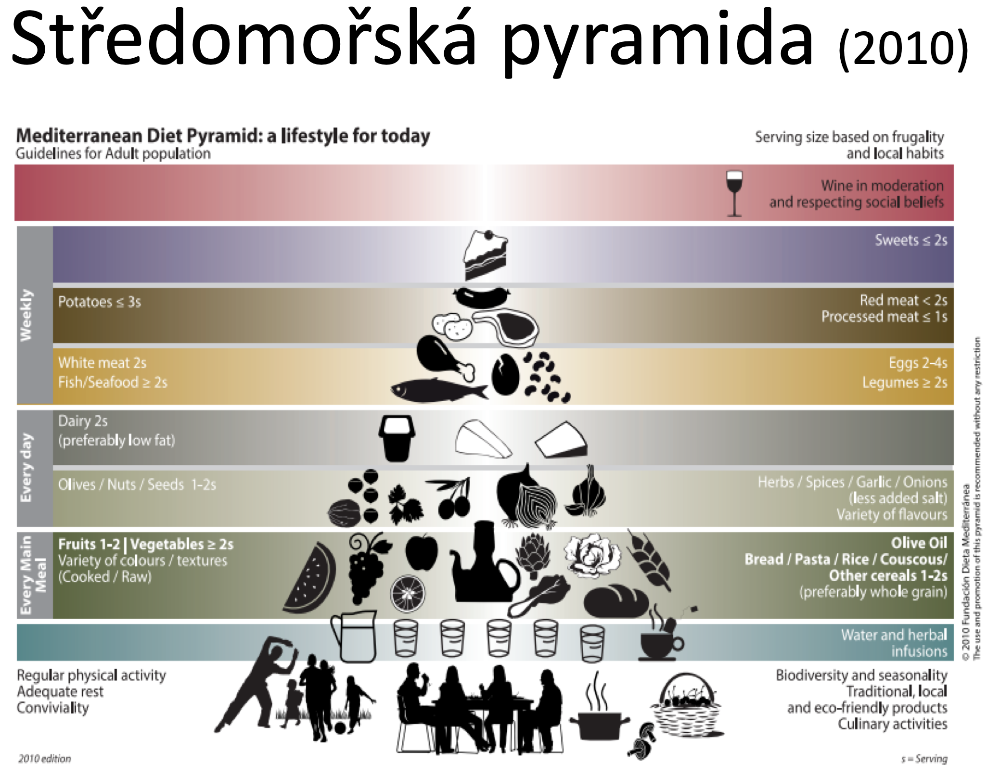 Středomořská pyramida (2010)
Mediterranean Diet Pyramid: a lifestyle for today
Guidelines for Adult population
Serving size based on frugality
and local habits
Wine in moderation
and respecting social beliefs
Weekly
Sweets ≤ 2s
Potatoes ≤ 3s
Red meat < 2s
Processed meat ≤ 1s
White meat 2s
Fish/Seafood ≥ 2s
Eggs 2-4s
Legumes ≥ 2s
Every day
Dairy 2s
(preferably low fat)
Olives / Nuts / Seeds 1-2s
Herbs / Spices / Garlic / Onions
(less added salt)
Variety of flavours
Every Main
Meal
Fruits 1-2 | Vegetables ≥ 2s
Variety of colours / textures
(Cooked / Raw)
Olive Oil
Bread / Pasta / Rice / Couscous/
Other cereals 1-2s
(preferably whole grain)
Water and herbal
infusions
Regular physical activity
Adequate rest
Conviviality
Biodiversity and seasonality
Traditional, local
and eco-friendly products
Culinary activities
2010 edition
s = Serving
© 2010 Fundación Dieta Mediterránea
The use and promotion of this pyramid is recommended without any restriction